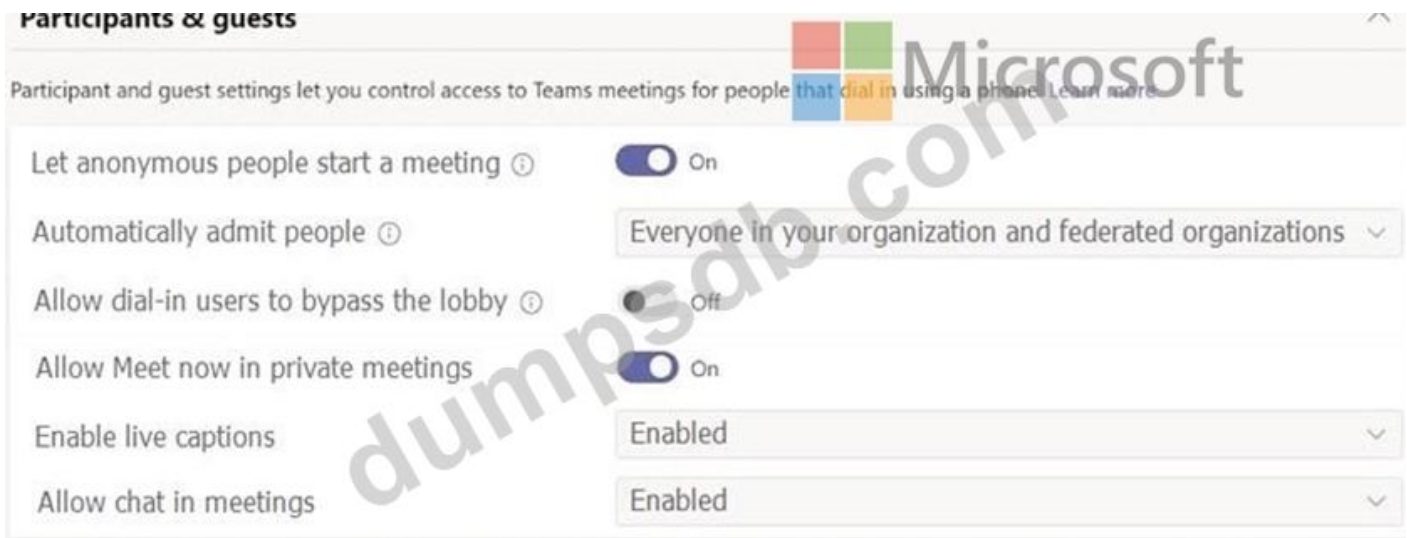 Participants & guests
Microsoft
Participant and guest settings let you control access to Teams meetings for people that dial in using a phone. Learn more
Let anonymous people start a meeting On
Automatically admit people Everyone in your organization and federated organizations
Allow dial-in users to bypass the lobby Off
Allow Meet now in private meetings On
Enable live captions Enabled
Allow chat in meetings Enabled
dumpsdb.com